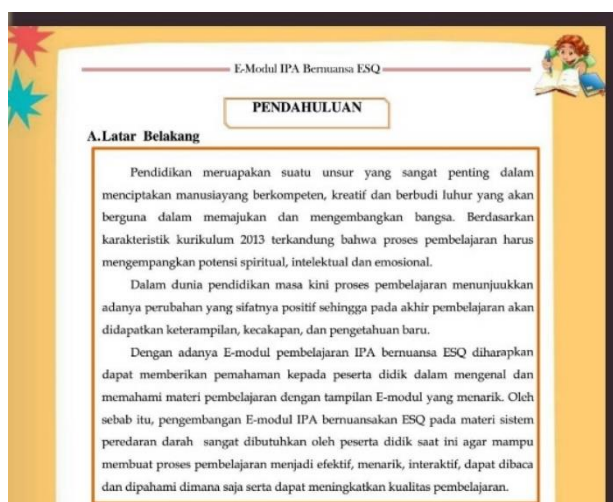 E-Modul IPA Bernuansa ESQ
PENDAHULUAN
A.Latar Belakang
Pendidikan meruapakan suatu unsur yang sangat penting dalam
menciptakan manusiayang berkompeten, kreatif dan berbudi luhur yang akan
berguna dalam memajukan dan mengembangkan bangsa. Berdasarkan
karakteristik kurikulum 2013 terkandung bahwa proses pembelajaran harus
mengempangkan potensi spiritual, intelektual dan emosional.
Dalam dunia pendidikan masa kini proses pembelajaran menunjuukkan
adanya perubahan yang sifatnya positif sehingga pada akhir pembelajaran akan
didapatkan keterampilan, kecakapan, dan pengetahuan baru.
Dengan adanya E-modul pembelajaran IPA bernuansa ESQ diharapkan
dapat memberikan pemahaman kepada peserta didik dalam mengenal dan
memahami materi pembelajaran dengan tampilan E-modul yang menarik. Oleh
sebab itu, pengembangan E-modul IPA bernuansakan ESQ pada materi sistem
peredaran darah sangat dibutuhkan oleh peserta didik saat ini agar mampu
membuat proses pembelajaran menjadi efektif, menarik, interaktif, dapat dibaca
dan dipahami dimana saja serta dapat meningkatkan kualitas pembelajaran.